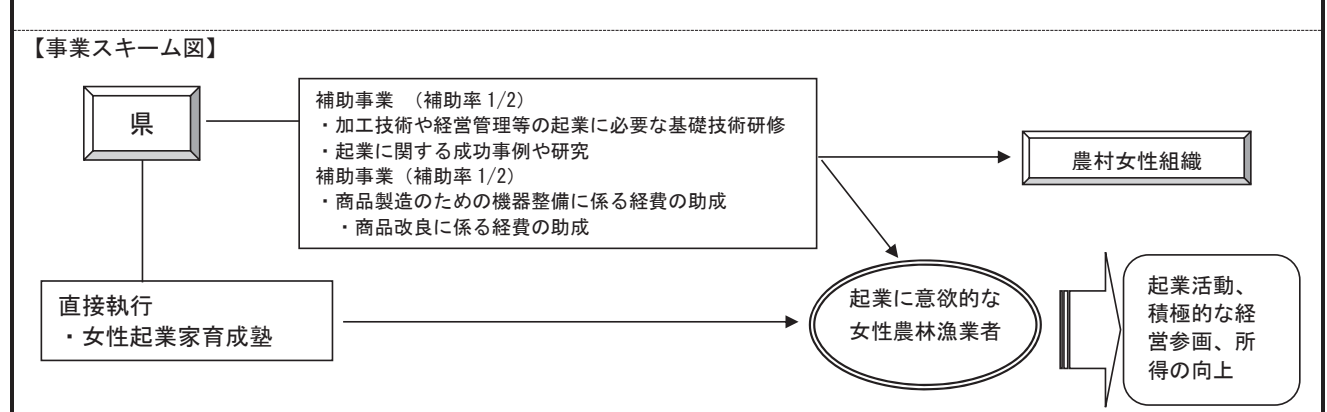 【事業スキーム図】
県
補助事業 （補助率 1/2）
・加工技術や経営管理等の起業に必要な基礎技術研修
・起業に関する成功事例や研究
補助事業（補助率 1/2）
・商品製造のための機器整備に係る経費の助成
・商品改良に係る経費の助成
農村女性組織
直接執行
・女性起業家育成塾
起業に意欲的な
女性農林漁業者
起業活動、
積極的な経
営参画、所
得の向上